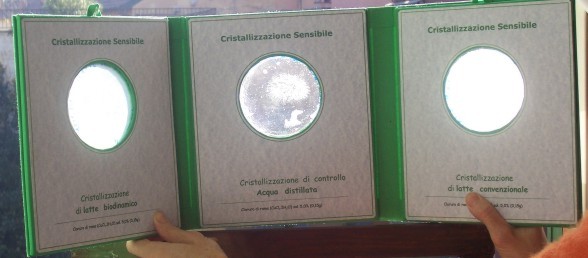 Cristallizzazione Sensibile
Cristallizzazione
di latte biodinamico
Cristallizzazione Sensibile
Cristallizzazione di controllo
Acqua distillata
Cristallizzazione Sensibile
Cristallizzazione
di latte convenzionale